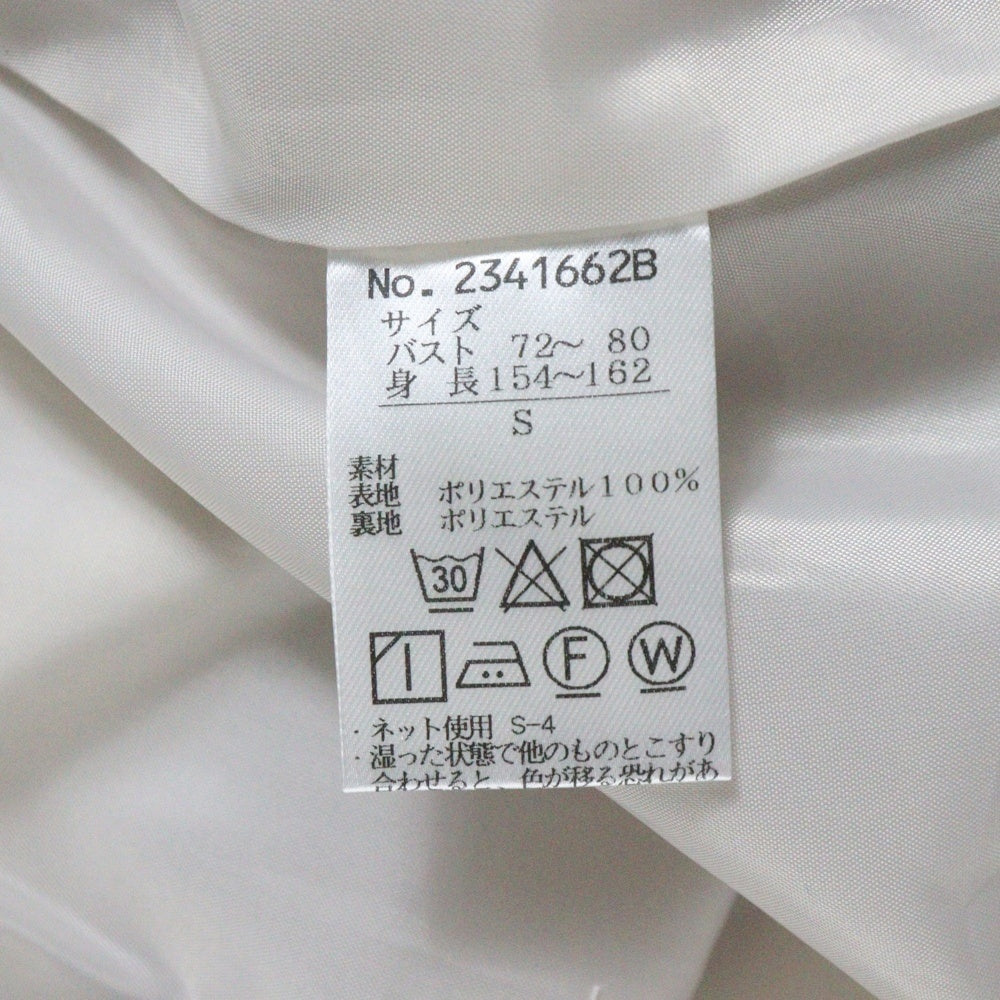 No. 2341662B
サイズ
バスト 72～ 80
身 長 154～162
S
素材
表地 ポリエステル100%
裏地 ポリエステル
30
F W
・ネット使用 S-4
・湿った状態で他のものとこすり
合わせると、色が移る恐れがあ